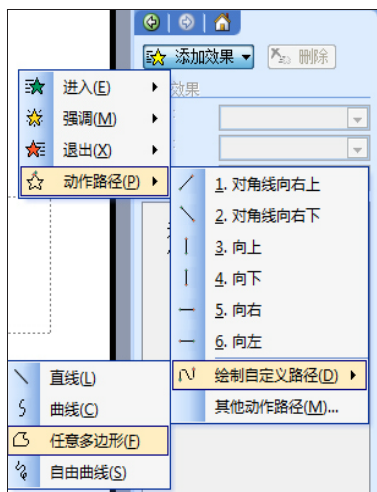 添加效果
删除
效果
进入(E)
强调(M)
退出(X)
动作路径(P)
1. 对角线向右上
2. 对角线向右下
3. 向上
4. 向下
5. 向右
6. 向左
绘制自定义路径(D)
其他动作路径(M)...
直线(L)
曲线(C)
任意多边形(F)
自由曲线(S)